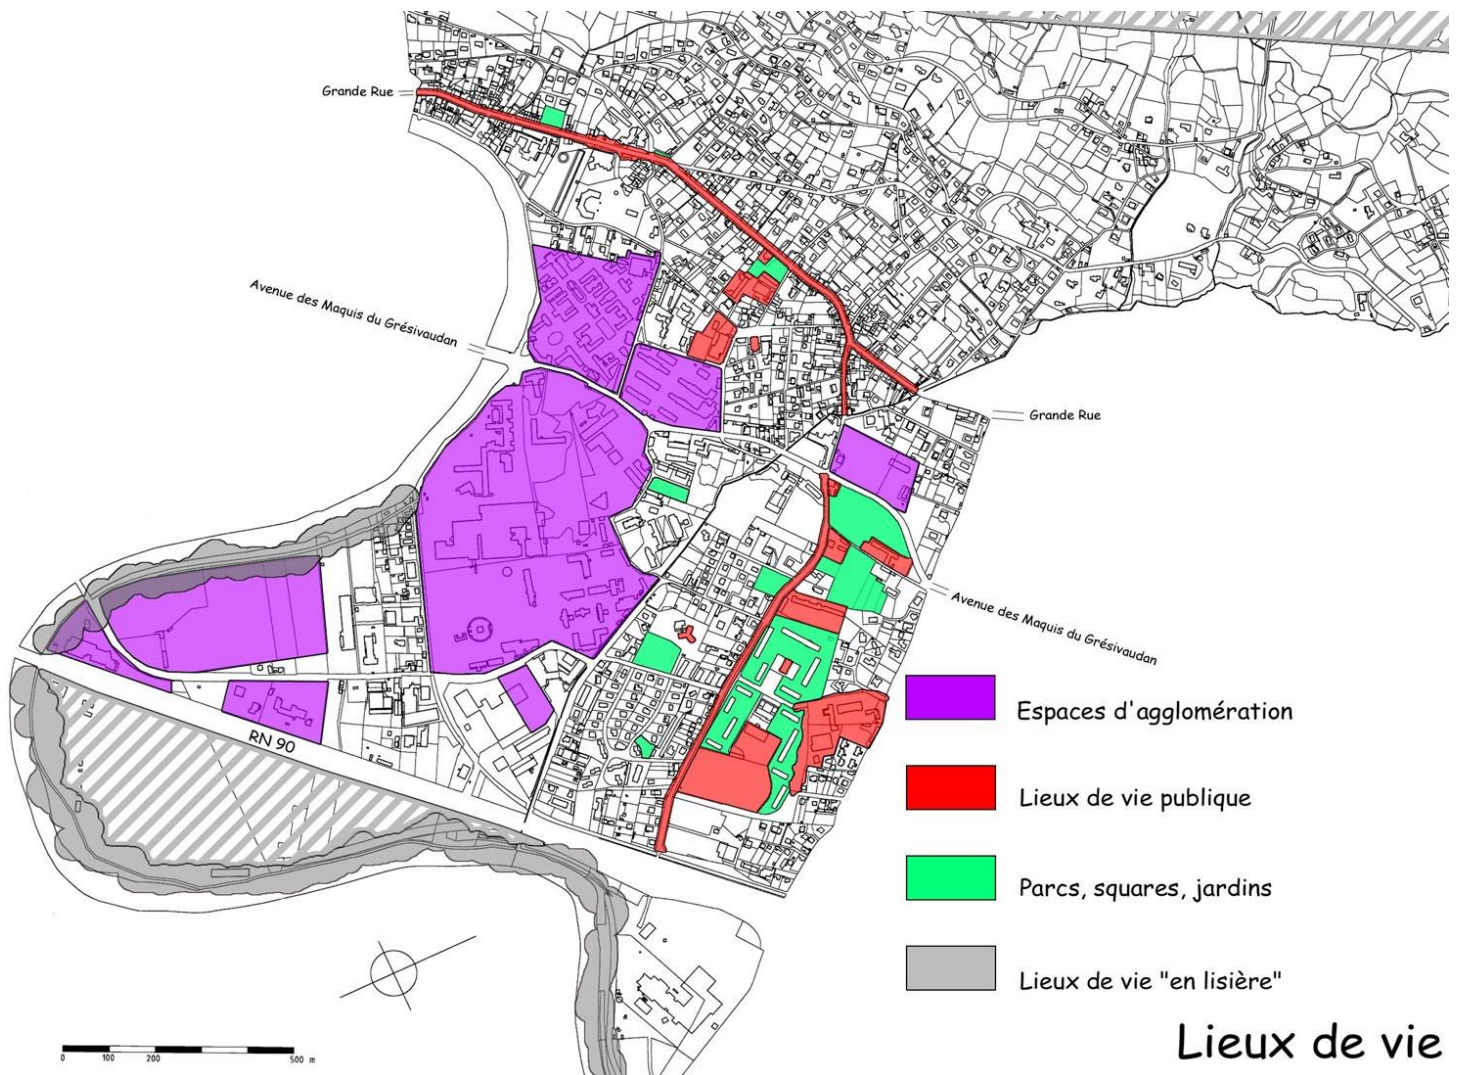 Grande Rue
Avenue des Maquis du Grésivaudan
Grande Rue
Avenue des Maquis du Grésivaudan
RN 90
Espaces d'agglomération
Lieux de vie publique
Parcs, squares, jardins
Lieux de vie "en lisière"
0 100 200 500 m
Lieux de vie